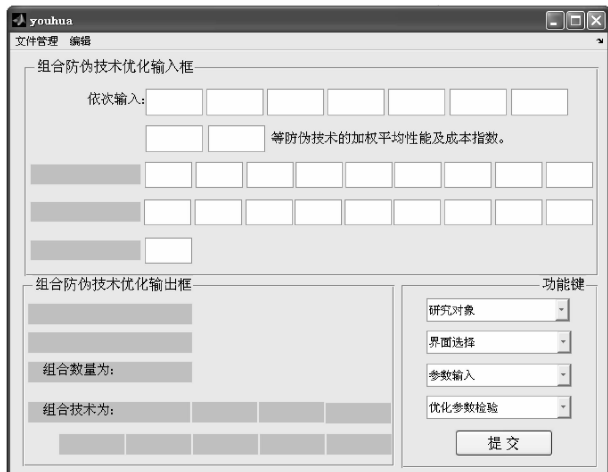 youhua
文件管理 编辑
组合防伪技术优化输入框
依次输入:
等防伪技术的加权平均性能及成本指数。
组合防伪技术优化输出框
组合数量为:
组合技术为:
功能键
研究对象
界面选择
参数输入
优化参数检验
提交